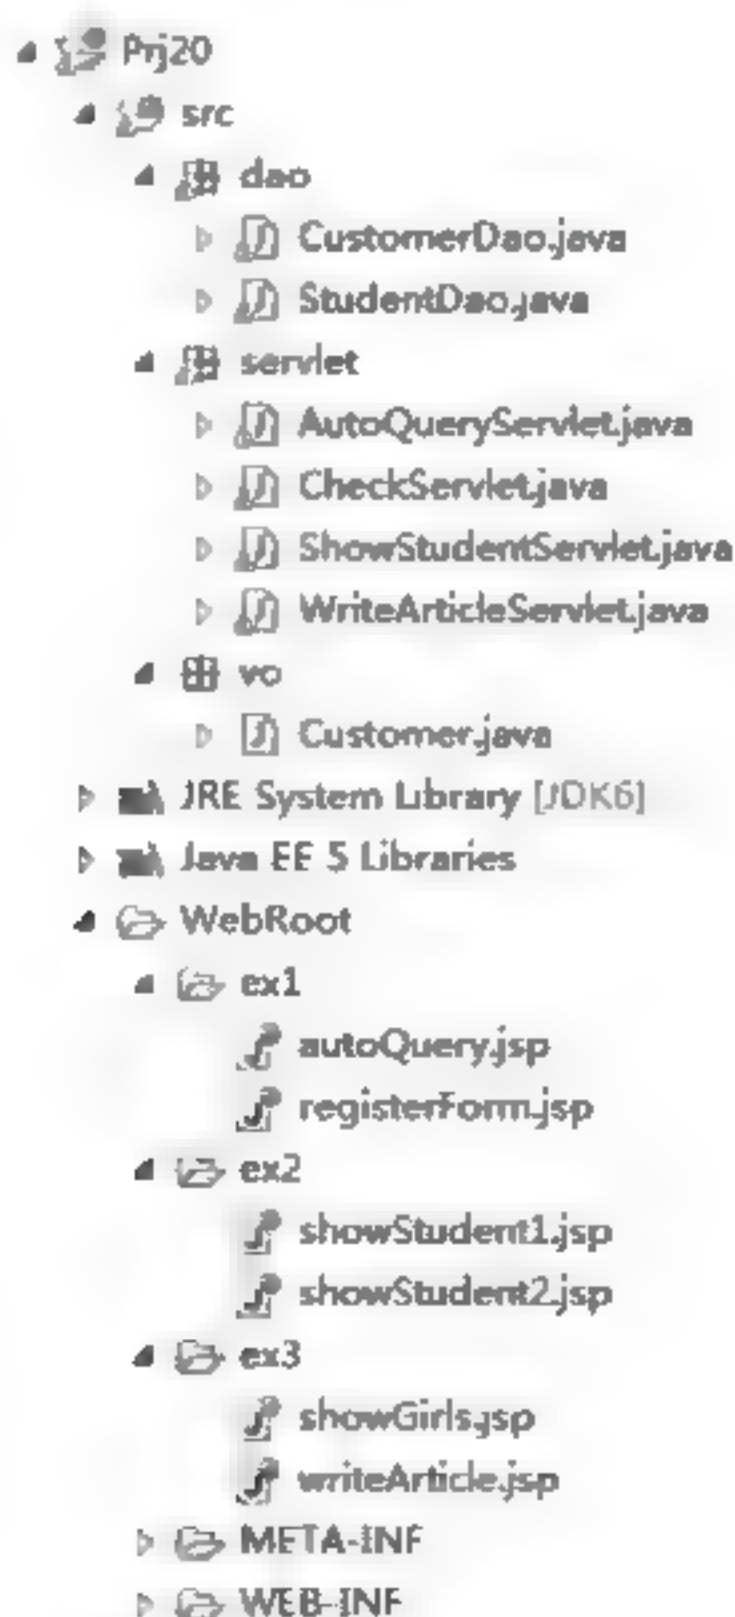 Prj20
src
dao
CustomerDao.java
StudentDao.java
servlet
AutoQueryServlet.java
CheckServlet.java
ShowStudentServlet.java
WriteArticleServlet.java
vo
Customer.java
JRE System Library [JDK6]
Java EE 5 Libraries
WebRoot
ex1
autoQuery.jsp
registerForm.jsp
ex2
showStudent1.jsp
showStudent2.jsp
ex3
showGirls.jsp
writeArticle.jsp
META-INF
WEB-INF